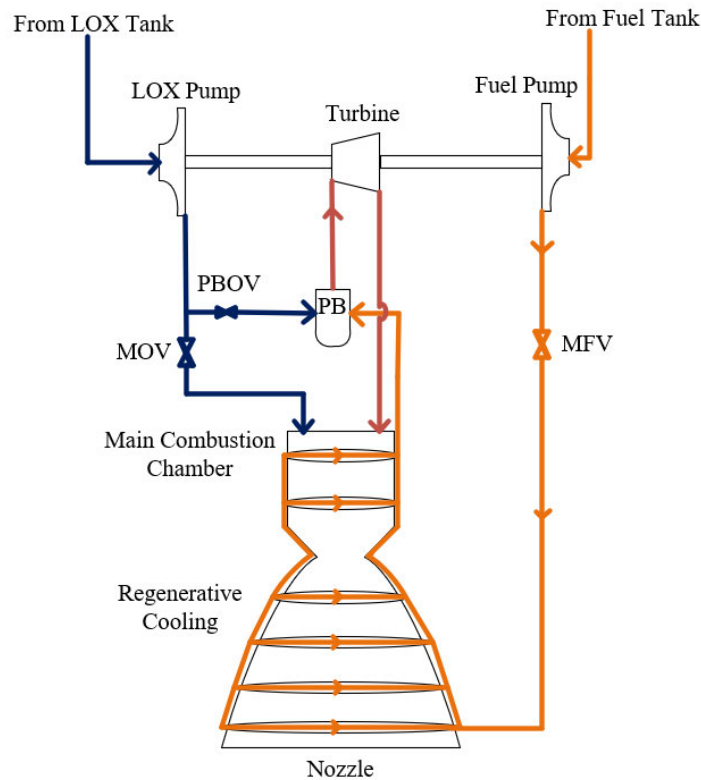 From LOX Tank
From Fuel Tank
LOX Pump
Fuel Pump
Turbine
PBOV
PB
MOV
MFV
Main Combustion
Chamber
Regenerative
Cooling
Nozzle